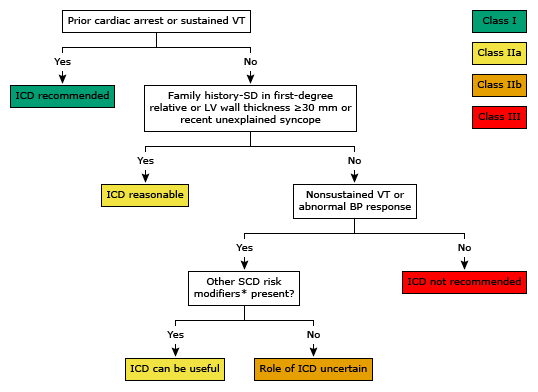 Prior cardiac arrest or sustained VT
Class I
Class IIa
Class IIb
Class III
Yes
No
ICD recommended
Family history-SD in first-degree
relative or LV wall thickness ≥30 mm or
recent unexplained syncope
Yes
No
ICD reasonable
Nonsustained VT or
abnormal BP response
Yes
No
Other SCD risk
modifiers* present?
ICD not recommended
Yes
No
ICD can be useful
Role of ICD uncertain